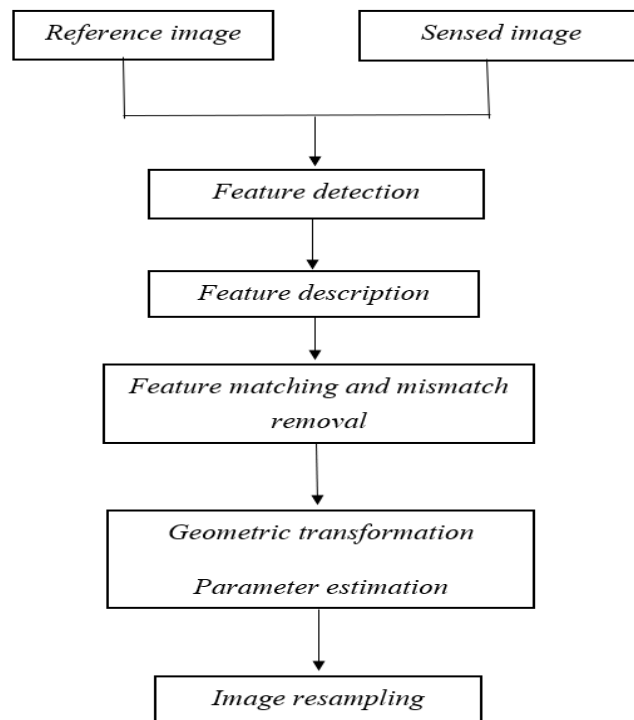 Reference image
Sensed image
Feature detection
Feature description
Feature matching and mismatch
removal
Geometric transformation
Parameter estimation
Image resampling